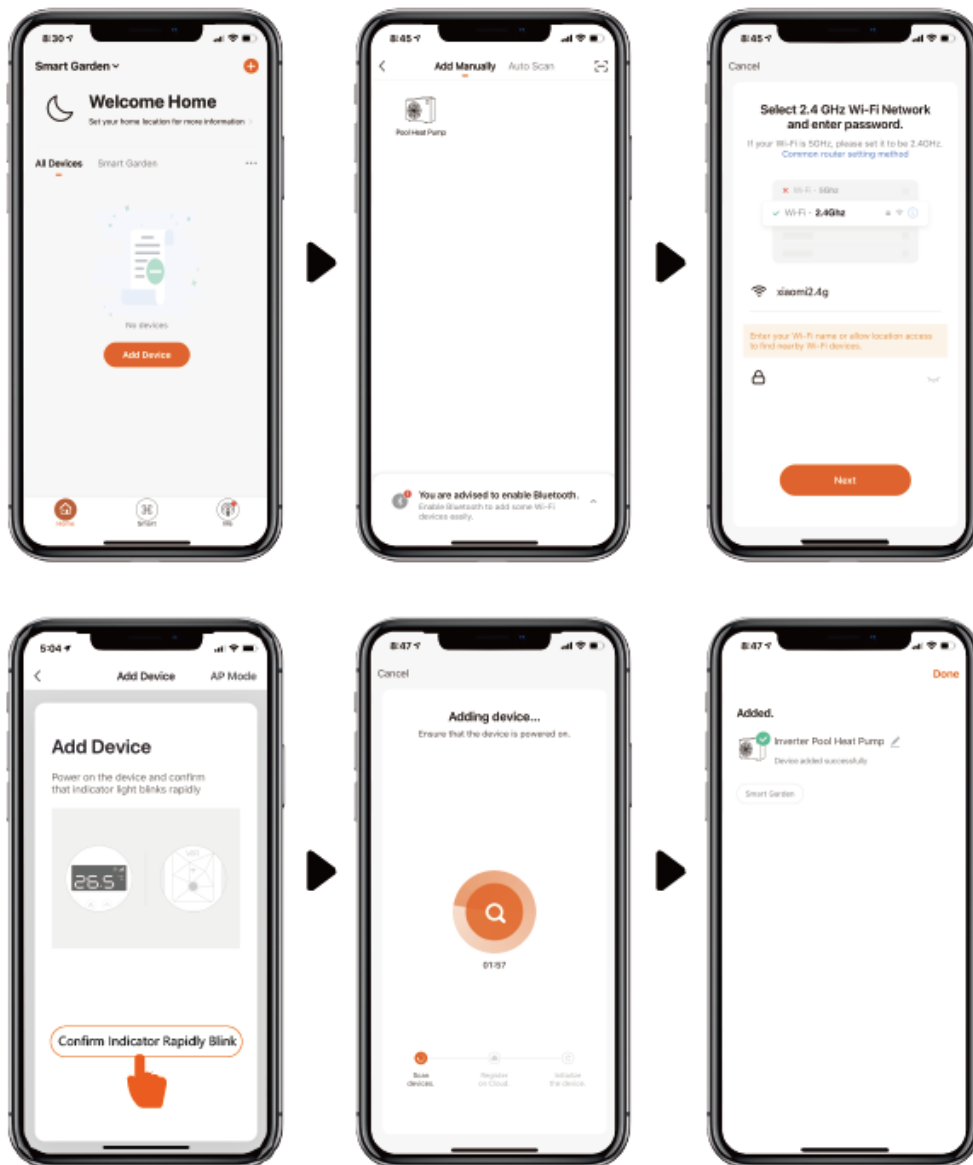 8:30
Smart Garden
Welcome Home
Set your home location for more information
All Devices Smart Garden
No devices
Add Device
Home Smart Me
8:45
Add Manually Auto Scan
Pool Heat Pump
You are advised to enable Bluetooth.
Enable Bluetooth to add some Wi-Fi
devices easily.
8:45
Cancel
Select 2.4 GHz Wi-Fi Network
and enter password.
If your Wi-Fi is 5GHz, please set it to be 2.4GHz.
Common router setting method
Wi-Fi - 5Ghz
Wi-Fi - 2.4Ghz
xiaomi2.4g
Enter your Wi-Fi name or allow location access
to find nearby Wi-Fi devices.
Next
5:04
Add Device AP Mode
Add Device
Power on the device and confirm
that indicator light blinks rapidly
26.5
Confirm Indicator Rapidly Blink
8:47
Cancel
Adding device...
Ensure that the device is powered on.
01:57
Scan Register Initialize
devices. on Cloud. the device.
8:47
Done
Added.
Inverter Pool Heat Pump
Device added successfully
Smart Garden